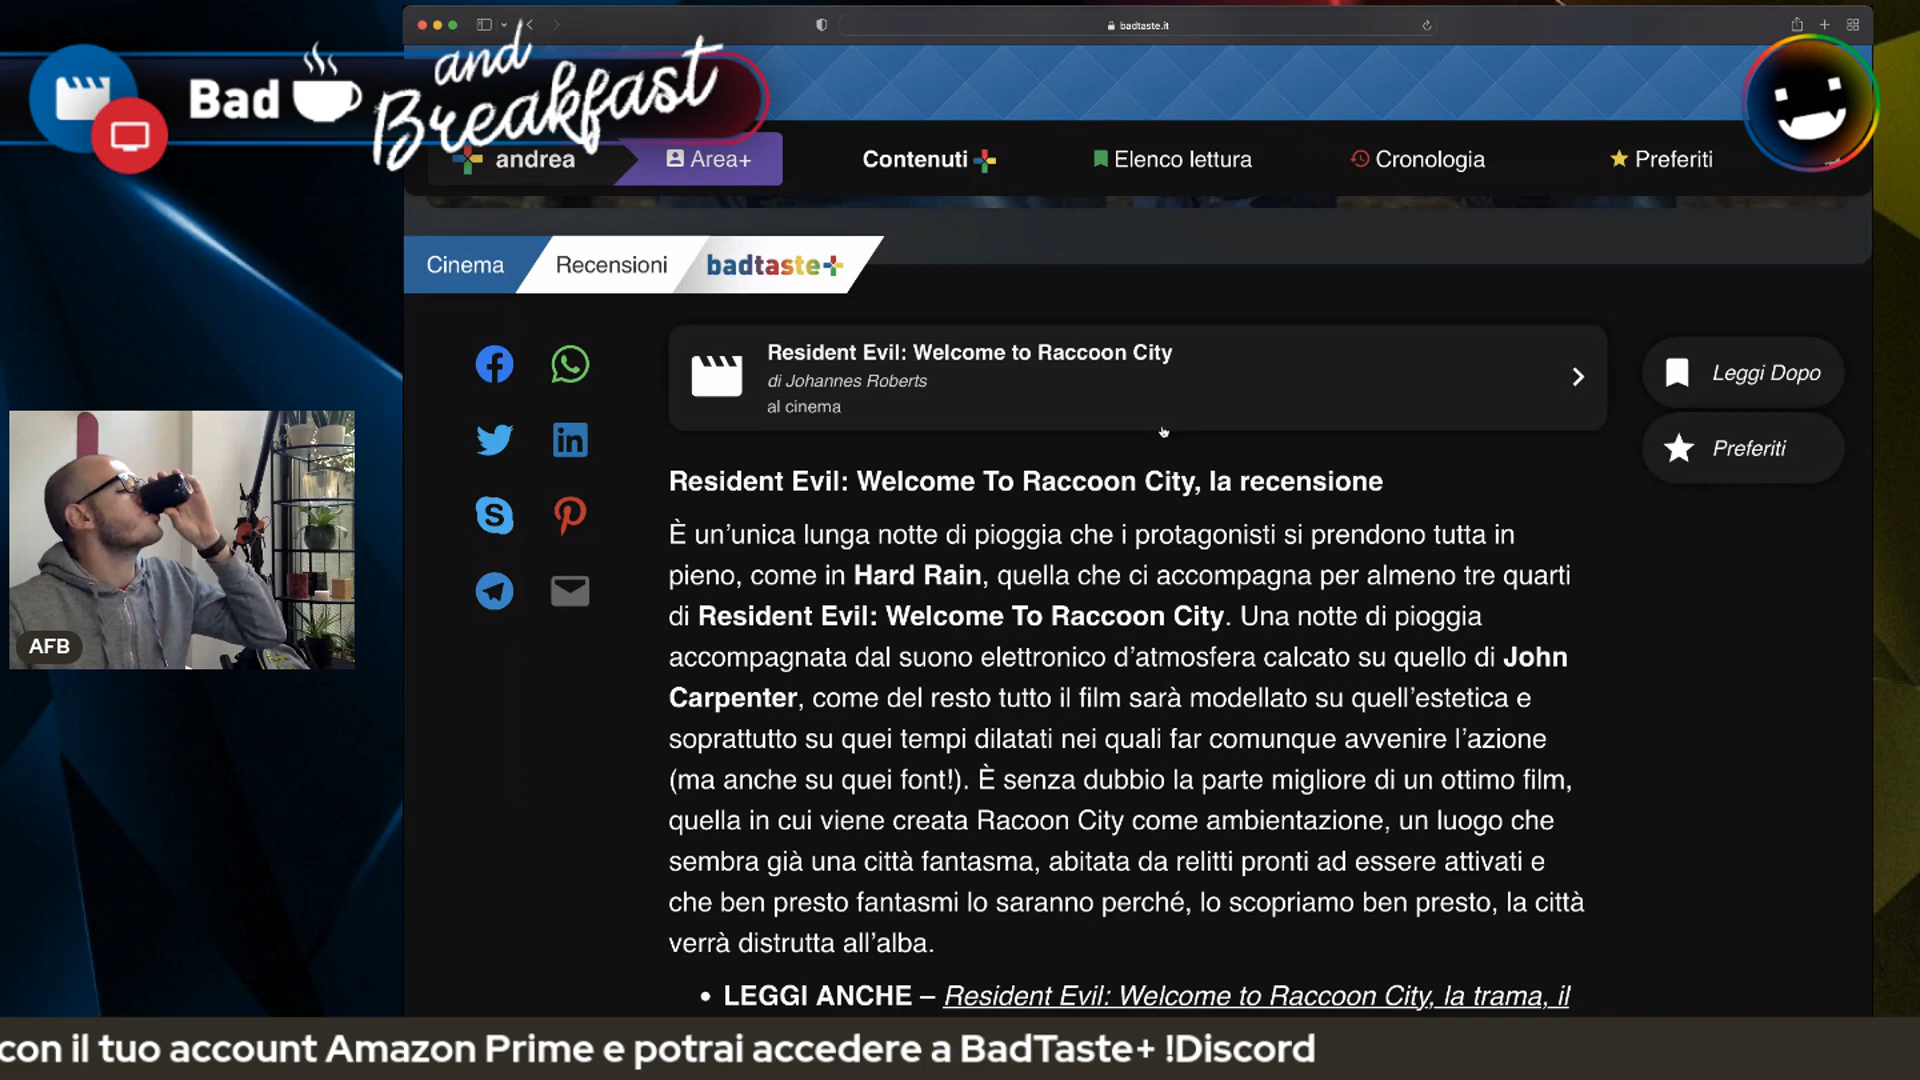 badtaste.it
Bad and Breakfast
andrea
Area+
Contenuti
Elenco lettura
Cronologia
Preferiti
Cinema
Recensioni
badtaste+
Resident Evil: Welcome to Raccoon City
di Johannes Roberts
al cinema
Leggi Dopo
Preferiti
Resident Evil: Welcome To Raccoon City, la recensione
È un’unica lunga notte di pioggia che i protagonisti si prendono tutta in
pieno, come in Hard Rain, quella che ci accompagna per almeno tre quarti
di Resident Evil: Welcome To Raccoon City. Una notte di pioggia
accompagnata dal suono elettronico d’atmosfera calcato su quello di John
Carpenter, come del resto tutto il film sarà modellato su quell’estetica e
soprattutto su quei tempi dilatati nei quali far comunque avvenire l’azione
(ma anche su quei font!). È senza dubbio la parte migliore di un ottimo film,
quella in cui viene creata Racoon City come ambientazione, un luogo che
sembra già una città fantasma, abitata da relitti pronti ad essere attivati e
che ben presto fantasmi lo saranno perché, lo scopriamo ben presto, la città
verrà distrutta all’alba.
• LEGGI ANCHE – Resident Evil: Welcome to Raccoon City, la trama, il
AFB
con il tuo account Amazon Prime e potrai accedere a BadTaste+ !Discord